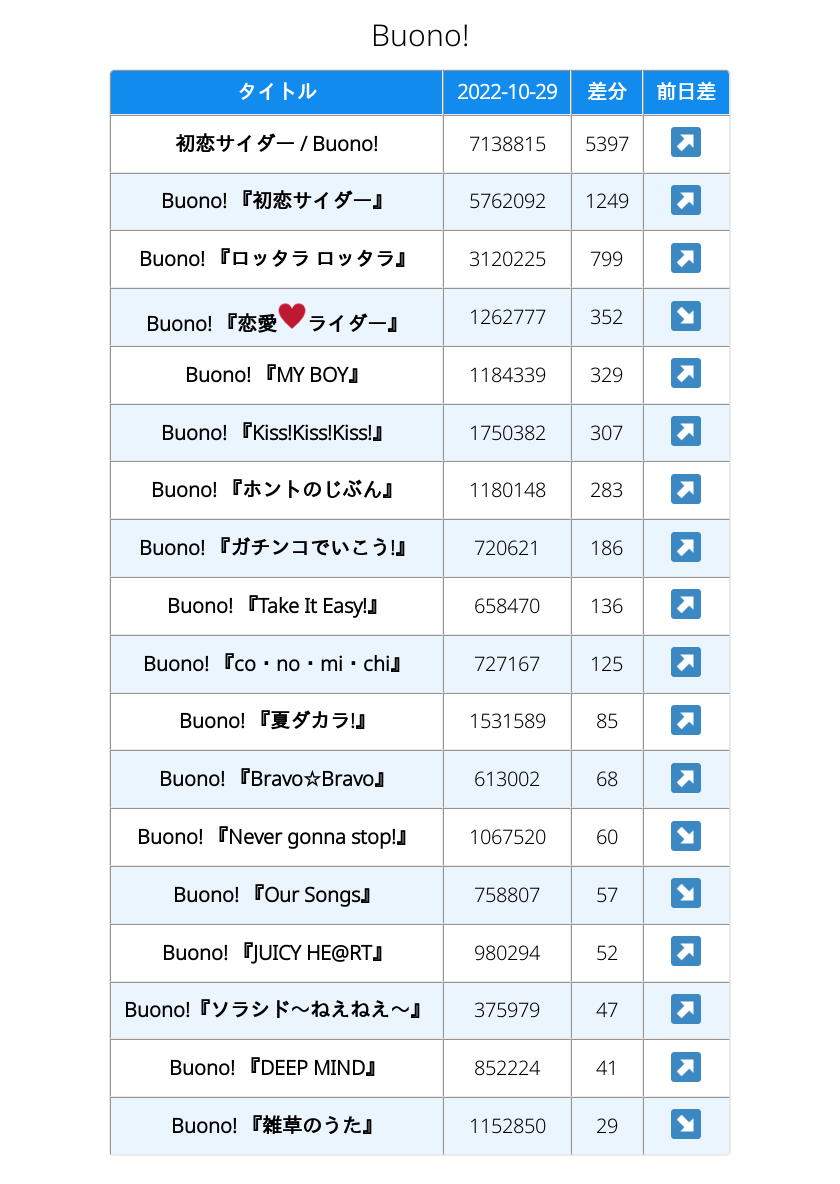 Buono!
タイトル 2022-10-29 差分 前日差
初恋サイダー / Buono! 7138815 5397 ↗
Buono! 『初恋サイダー』 5762092 1249 ↗
Buono! 『ロッタラ ロッタラ』 3120225 799 ↗
Buono! 『恋愛♥ライダー』 1262777 352 ↘
Buono! 『MY BOY』 1184339 329 ↗
Buono! 『Kiss!Kiss!Kiss!』 1750382 307 ↗
Buono! 『ホントのじぶん』 1180148 283 ↗
Buono! 『ガチンコでいこう!』 720621 186 ↗
Buono! 『Take It Easy!』 658470 136 ↗
Buono! 『co・no・mi・chi』 727167 125 ↗
Buono! 『夏ダカラ!』 1531589 85 ↗
Buono! 『Bravo☆Bravo』 613002 68 ↗
Buono! 『Never gonna stop!』 1067520 60 ↘
Buono! 『Our Songs』 758807 57 ↘
Buono! 『JUICY HE@RT』 980294 52 ↗
Buono!『ソラシド〜ねえねえ〜』 375979 47 ↗
Buono! 『DEEP MIND』 852224 41 ↗
Buono! 『雑草のうた』 1152850 29 ↘